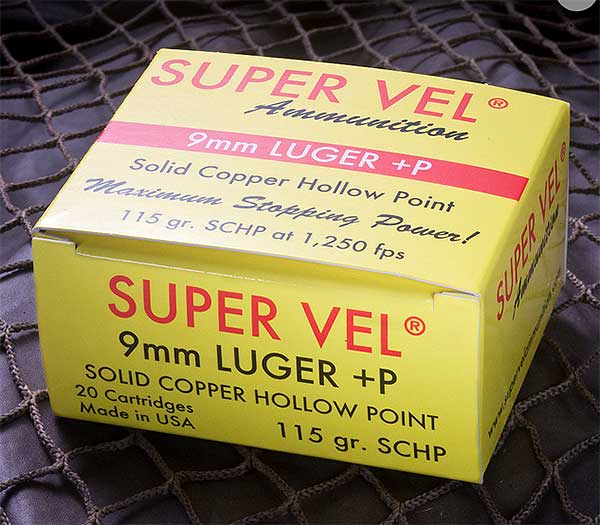 SUPER VEL®
Ammunition
9mm LUGER +P
Solid Copper Hollow Point
Maximum Stopping Power!
115 gr. SCHP at 1,250 fps
SUPER VEL®
9mm LUGER +P
SOLID COPPER HOLLOW POINT
20 Cartridges
Made in USA
115 gr. SCHP
SUPER VEL®
Ammunition